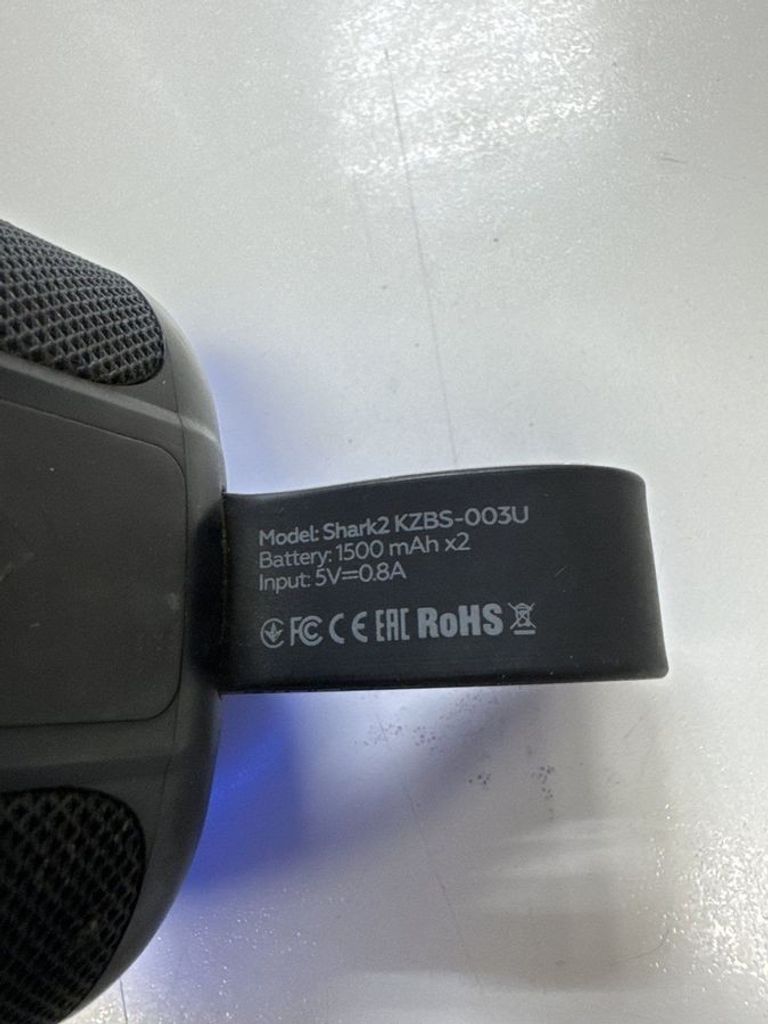 Model: Shark2 KZBS-003U
Battery: 1500 mAh x2
Input: 5V=0.8A
FC CE EAC RoHS